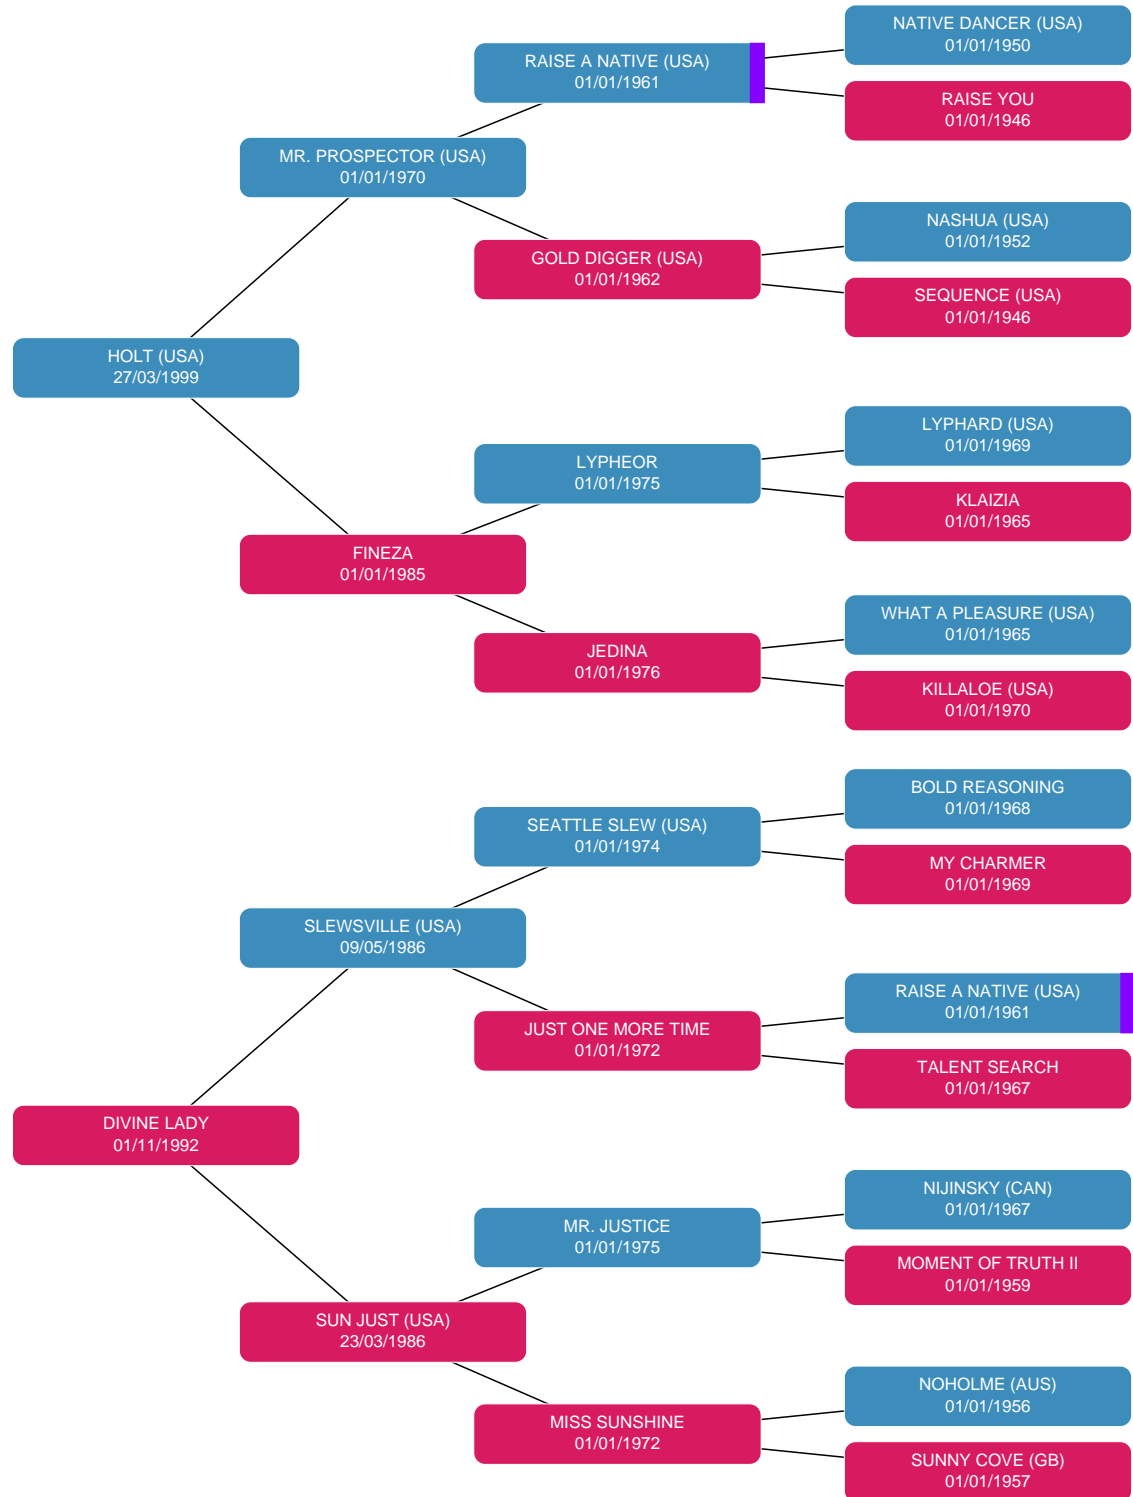 NATIVE DANCER (USA)
01/01/1950
RAISE A NATIVE (USA)
01/01/1961
RAISE YOU
01/01/1946
MR. PROSPECTOR (USA)
01/01/1970
NASHUA (USA)
01/01/1952
GOLD DIGGER (USA)
01/01/1962
SEQUENCE (USA)
01/01/1946
HOLT (USA)
27/03/1999
LYPHARD (USA)
01/01/1969
LYPHEOR
01/01/1975
KLAIZIA
01/01/1965
FINEZA
01/01/1985
WHAT A PLEASURE (USA)
01/01/1965
JEDINA
01/01/1976
KILLALOE (USA)
01/01/1970
BOLD REASONING
01/01/1968
SEATTLE SLEW (USA)
01/01/1974
MY CHARMER
01/01/1969
SLEWSVILLE (USA)
09/05/1986
RAISE A NATIVE (USA)
01/01/1961
JUST ONE MORE TIME
01/01/1972
TALENT SEARCH
01/01/1967
DIVINE LADY
01/11/1992
NIJINSKY (CAN)
01/01/1967
MR. JUSTICE
01/01/1975
MOMENT OF TRUTH II
01/01/1959
SUN JUST (USA)
23/03/1986
NOHOLME (AUS)
01/01/1956
MISS SUNSHINE
01/01/1972
SUNNY COVE (GB)
01/01/1957